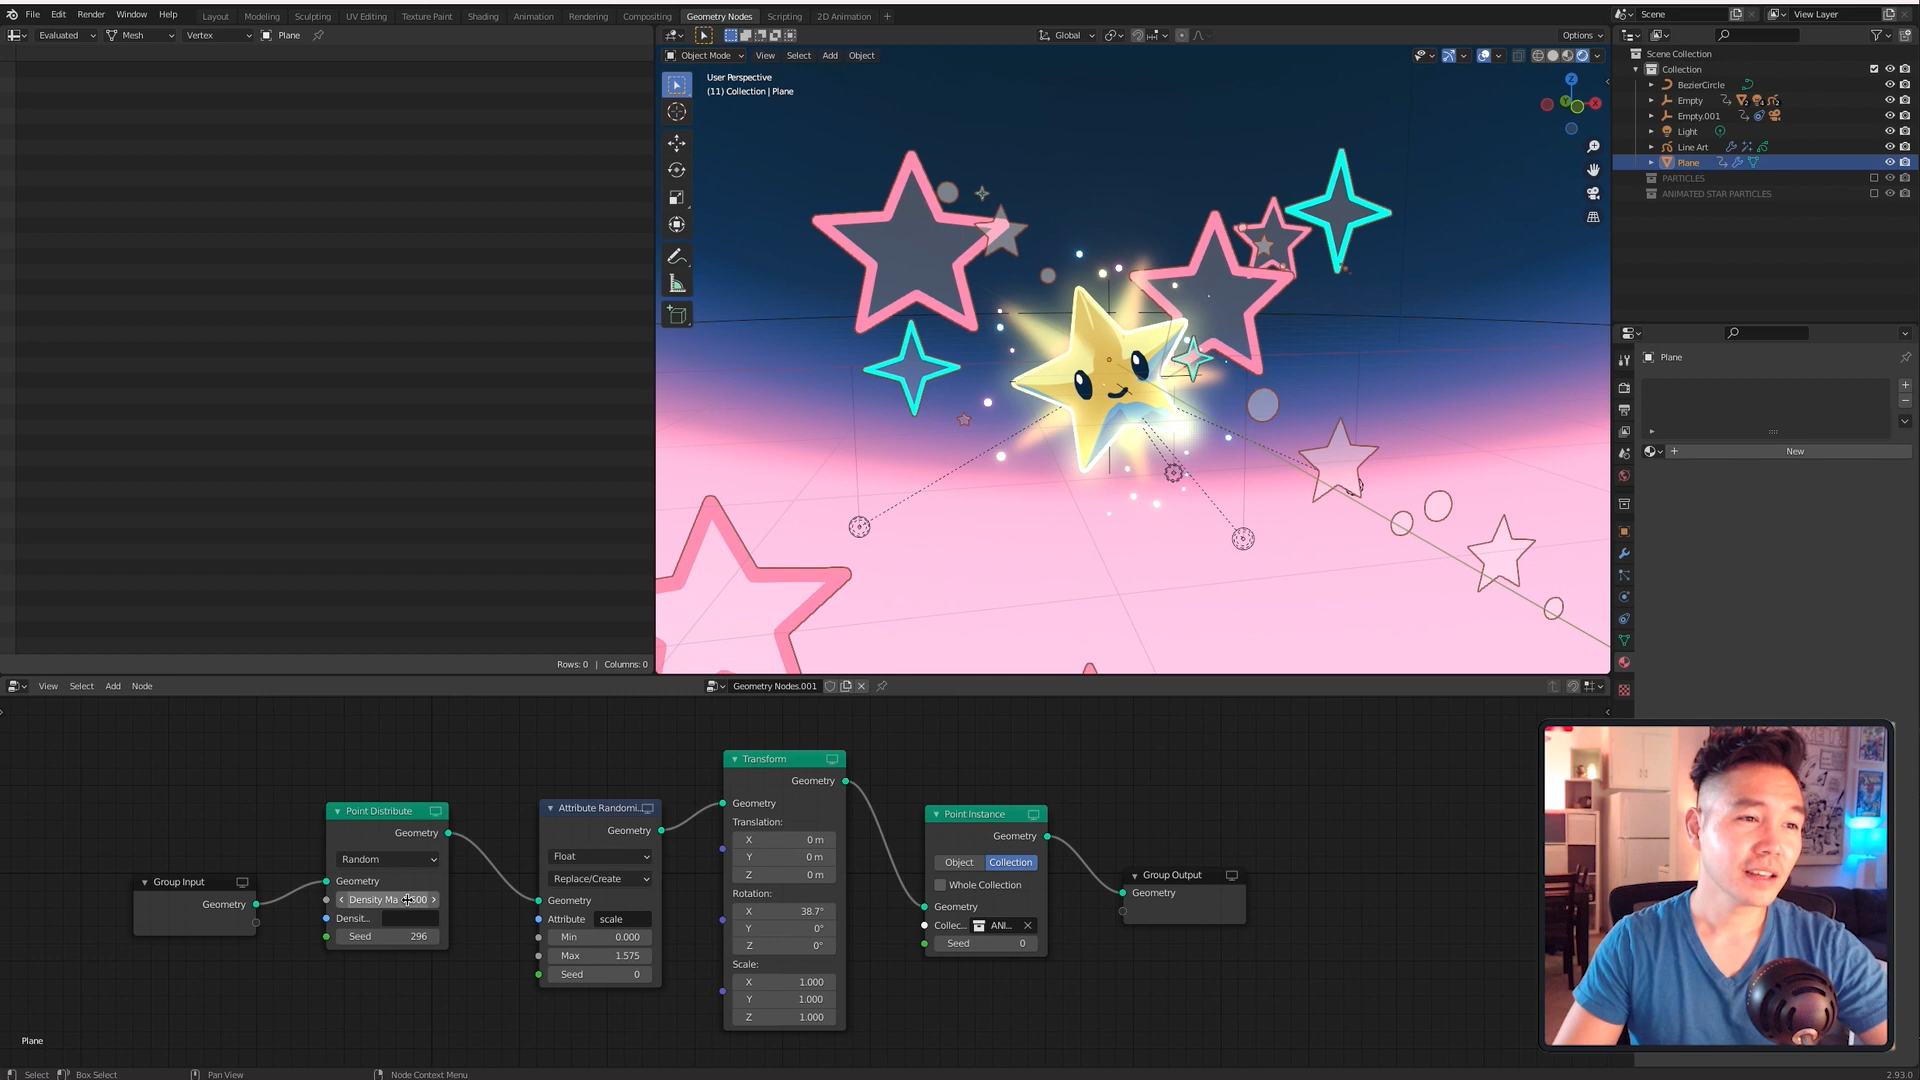 File Edit Render Window Help Layout Modeling Sculpting UV Editing Texture Paint Shading Animation Rendering Compositing Geometry Nodes Scripting 2D Animation +
Scene
View Layer
Evaluated Mesh Vertex Plane
Global
Options
Object Mode View Select Add Object
User Perspective
(11) Collection | Plane
Z
Y
X
Scene Collection
Collection
BezierCircle
Empty
Empty.001
Light
Line Art
Plane
PARTICLES
ANIMATED STAR PARTICLES
Plane
New
Rows: 0 | Columns: 0
View Select Add Node
Geometry Nodes.001
Group Input
Geometry
Point Distribute
Geometry
Random
Geometry
Density Ma
Densit...
Seed 296
Attribute Randomi...
Geometry
Float
Replace/Create
Geometry
Attribute scale
Min 0.000
Max 1.575
Seed 0
Transform
Geometry
Geometry
Translation:
X 0 m
Y 0 m
Z 0 m
Rotation:
X 38.7°
Y 0°
Z 0°
Scale:
X 1.000
Y 1.000
Z 1.000
Point Instance
Geometry
Object Collection
Whole Collection
Geometry
Collec... ANI...
Seed 0
Group Output
Geometry
Plane
Select Box Select Pan View Node Context Menu
2.93.0